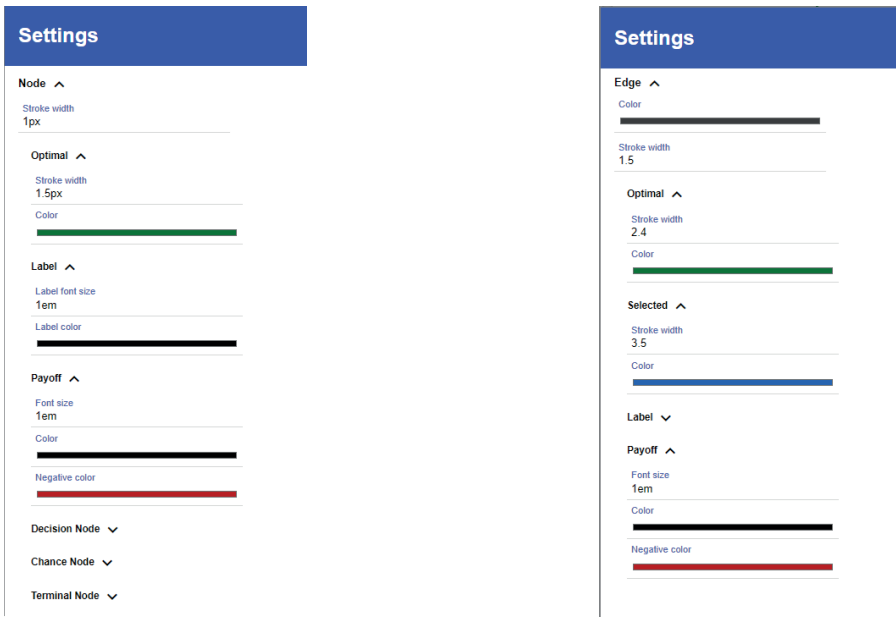 Settings
Node
Stroke width
1px
Optimal
Stroke width
1.5px
Color
Label
Label font size
1em
Label color
Payoff
Font size
1em
Color
Negative color
Decision Node
Chance Node
Terminal Node
Settings
Edge
Color
Stroke width
1.5
Optimal
Stroke width
2.4
Color
Selected
Stroke width
3.5
Color
Label
Payoff
Font size
1em
Color
Negative color